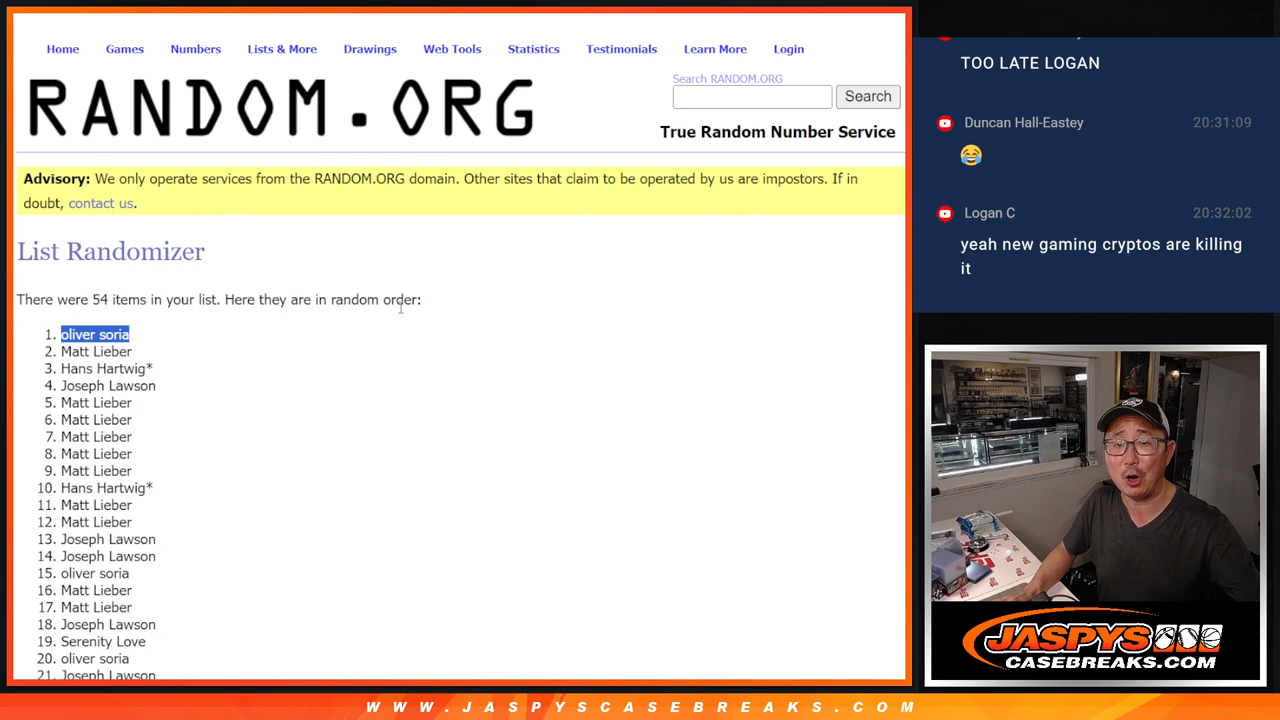 Home Games Numbers Lists & More Drawings Web Tools Statistics Testimonials Learn More Login
RANDOM.ORG
Search RANDOM.ORG
Search
True Random Number Service
Advisory: We only operate services from the RANDOM.ORG domain. Other sites that claim to be operated by us are impostors. If in
doubt, contact us.
List Randomizer
There were 54 items in your list. Here they are in random order:
1. oliver soria
2. Matt Lieber
3. Hans Hartwig*
4. Joseph Lawson
5. Matt Lieber
6. Matt Lieber
7. Matt Lieber
8. Matt Lieber
9. Matt Lieber
10. Hans Hartwig*
11. Matt Lieber
12. Matt Lieber
13. Joseph Lawson
14. Joseph Lawson
15. oliver soria
16. Matt Lieber
17. Matt Lieber
18. Joseph Lawson
19. Serenity Love
20. oliver soria
21. Joseph Lawson
TOO LATE LOGAN
Duncan Hall-Eastey 20:31:09
😂
Logan C 20:32:02
yeah new gaming cryptos are killing
it
JASPYS
CASEBREAKS.COM
WWW.JASPYSCASEBREAKS.COM